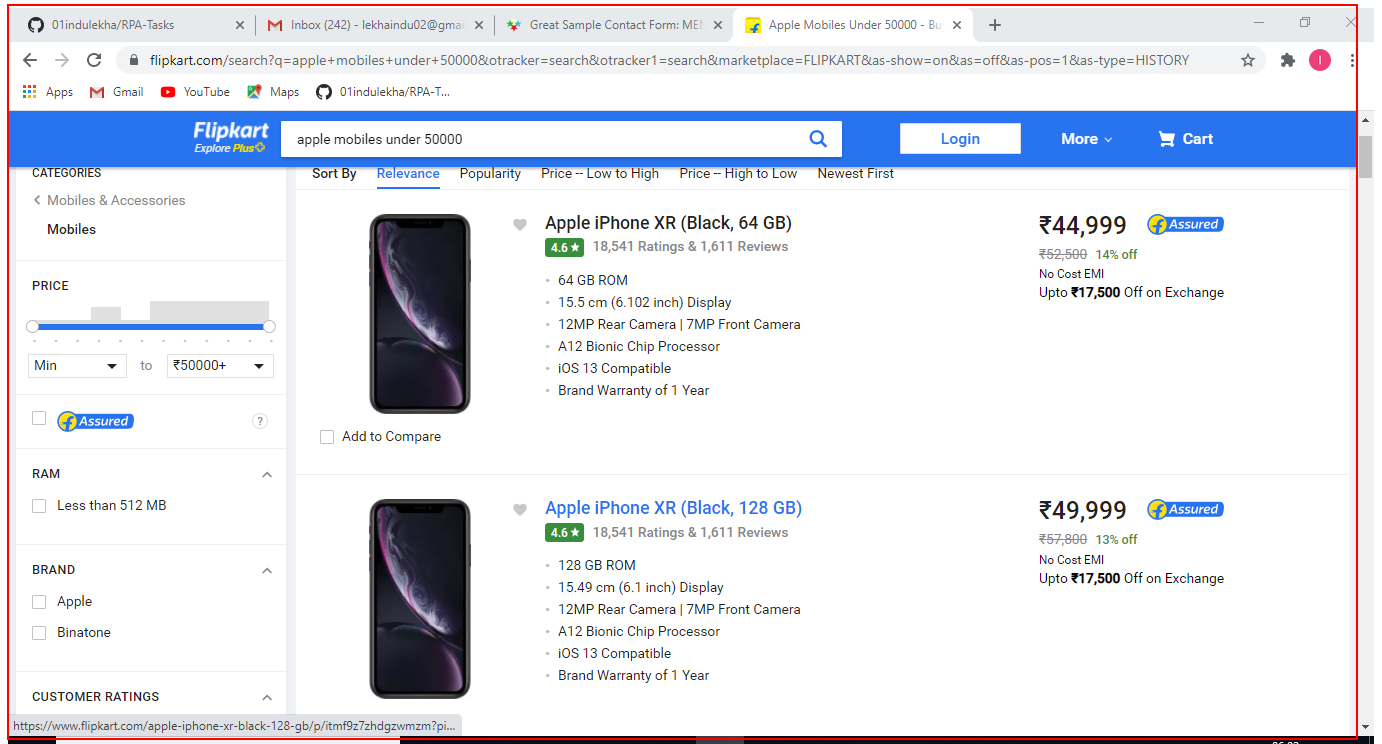 01indulekha/RPA-Tasks
Inbox (242) - lekhaindu02@gmai
Great Sample Contact Form: MEN
Apple Mobiles Under 50000 - Bu
flipkart.com/search?q=apple+mobiles+under+50000&otracker=search&otracker1=search&marketplace=FLIPKART&as-show=on&as=off&as-pos=1&as-type=HISTORY
I
Apps
Gmail
YouTube
Maps
01indulekha/RPA-T...
Flipkart
Explore Plus
apple mobiles under 50000
Login
More
Cart
CATEGORIES
Mobiles & Accessories
Mobiles
PRICE
Min to ₹50000+
Assured
?
RAM
Less than 512 MB
BRAND
Apple
Binatone
CUSTOMER RATINGS
Sort By Relevance Popularity Price -- Low to High Price -- High to Low Newest First
Apple iPhone XR (Black, 64 GB)
4.6★ 18,541 Ratings & 1,611 Reviews
64 GB ROM
15.5 cm (6.102 inch) Display
12MP Rear Camera | 7MP Front Camera
A12 Bionic Chip Processor
iOS 13 Compatible
Brand Warranty of 1 Year
₹44,999 Assured
₹52,500 14% off
No Cost EMI
Upto ₹17,500 Off on Exchange
Add to Compare
Apple iPhone XR (Black, 128 GB)
4.6★ 18,541 Ratings & 1,611 Reviews
128 GB ROM
15.49 cm (6.1 inch) Display
12MP Rear Camera | 7MP Front Camera
A12 Bionic Chip Processor
iOS 13 Compatible
Brand Warranty of 1 Year
₹49,999 Assured
₹57,800 13% off
No Cost EMI
Upto ₹17,500 Off on Exchange
https://www.flipkart.com/apple-iphone-xr-black-128-gb/p/itmf9z7zhdgzwmzm?pi...